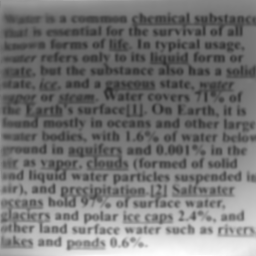 Water is a common chemical substance
that is essential for the survival of all
known forms of life. In typical usage,
water refers only to its liquid form or
state, but the substance also has a solid
state, ice, and a gaseous state, water
vapor or steam. Water covers 71% of
the Earth's surface[1]. On Earth, it is
found mostly in oceans and other large
water bodies, with 1.6% of water below
ground in aquifers and 0.001% in the
air as vapor, clouds (formed of solid
and liquid water particles suspended in
air), and precipitation.[2] Saltwater
oceans hold 97% of surface water,
glaciers and polar ice caps 2.4%, and
other land surface water such as rivers,
lakes and ponds 0.6%.